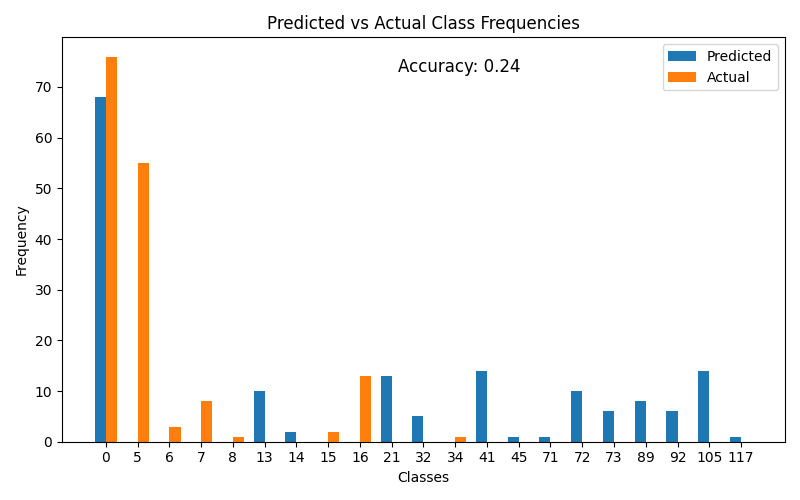 Predicted vs Actual Class Frequencies
Accuracy: 0.24
Predicted
Actual
Frequency
70
60
50
40
30
20
10
0
0 5 6 7 8 13 14 15 16 21 32 34 41 45 71 72 73 89 92 105 117
Classes